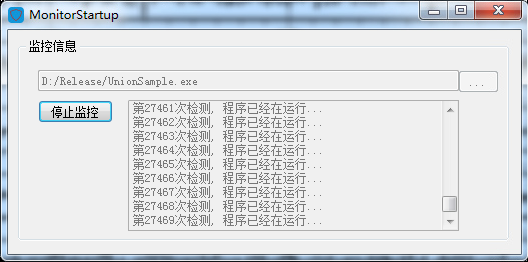 MonitorStartup
监控信息
D:/Release/UnionSample.exe ...
停止监控
第27461次检测, 程序已经在运行...
第27462次检测, 程序已经在运行...
第27463次检测, 程序已经在运行...
第27464次检测, 程序已经在运行...
第27465次检测, 程序已经在运行...
第27466次检测, 程序已经在运行...
第27467次检测, 程序已经在运行...
第27468次检测, 程序已经在运行...
第27469次检测, 程序已经在运行...